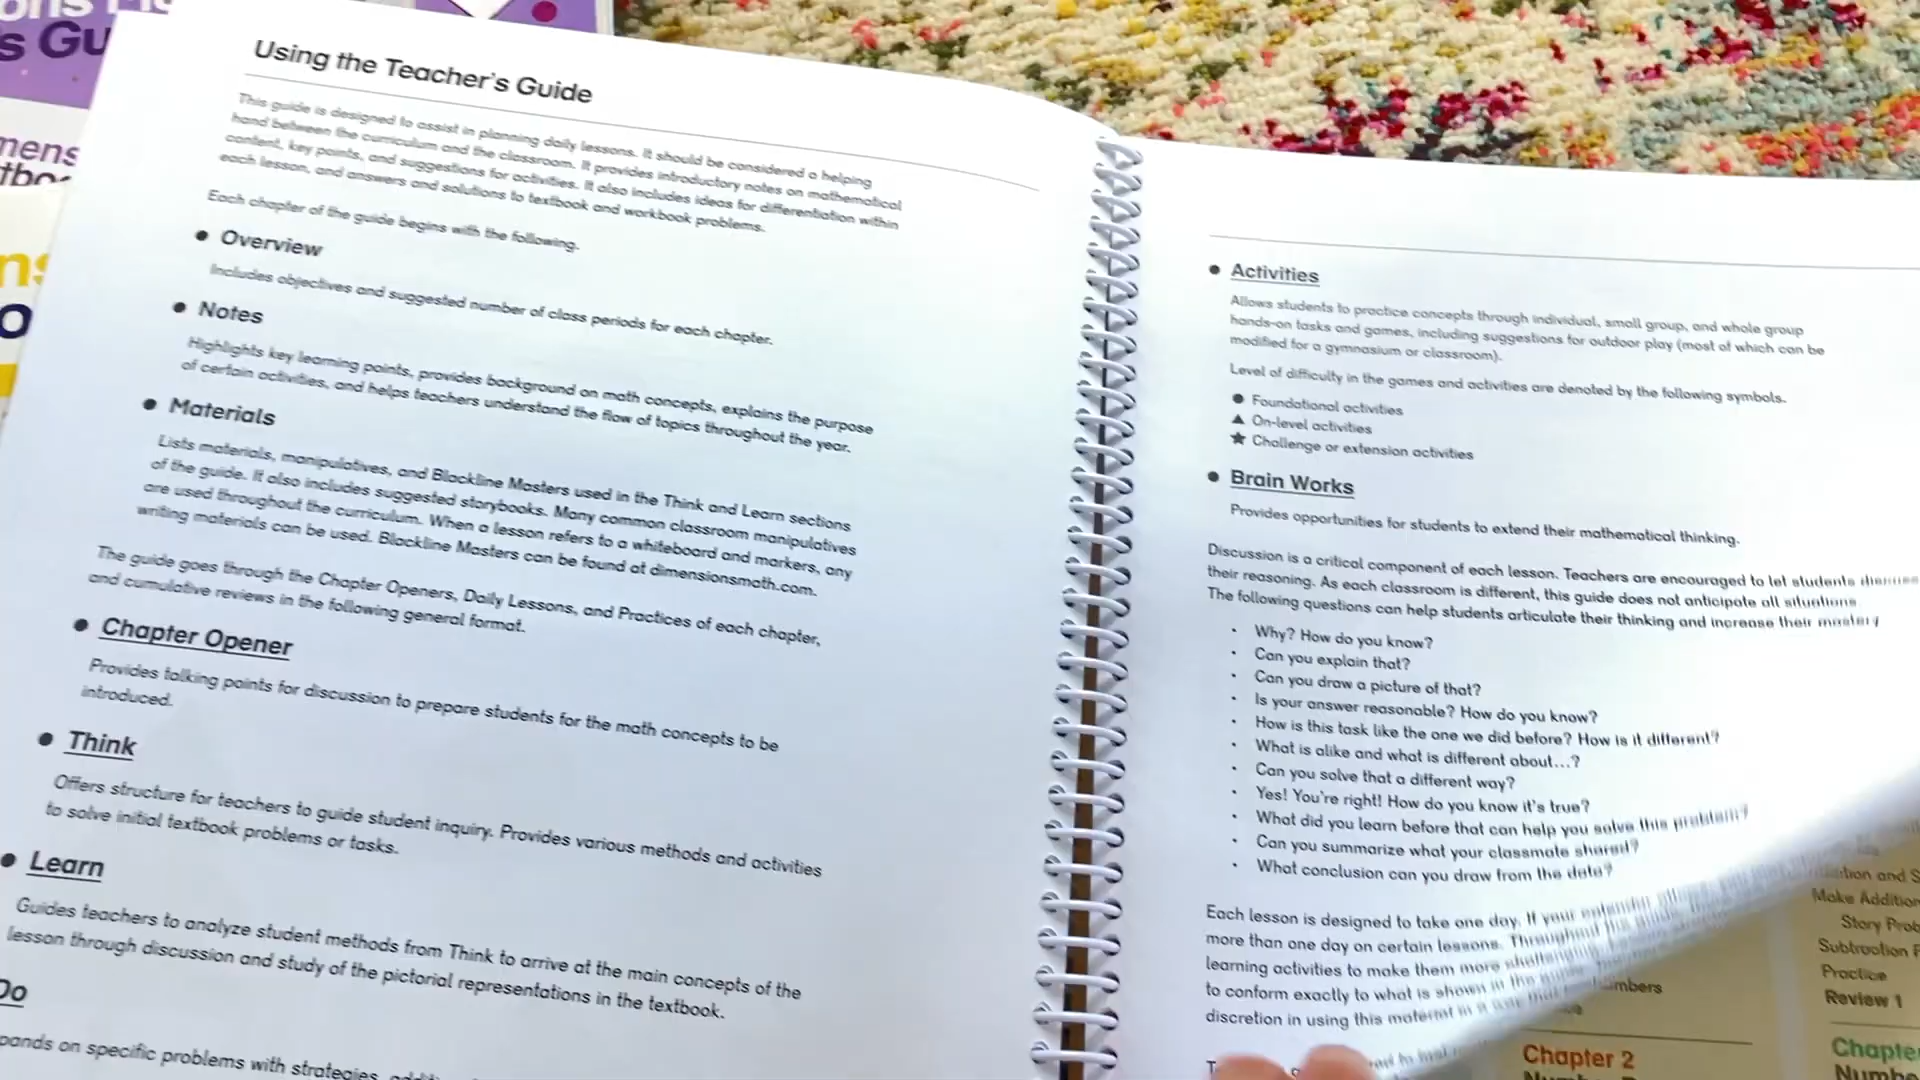 s Gu
mens
Using the Teacher's Guide
This guide is designed to assist in planning daily lessons. It should be considered a helping
hand between the curriculum and the classroom. It provides introductory notes on mathematical
content, key points, and suggestions for activities. It also includes ideas for differentiation within
each lesson, and answers and solutions to textbook and workbook problems.
Each chapter of the guide begins with the following.
● Overview
Includes objectives and suggested number of class periods for each chapter.
● Notes
Highlights key learning points, provides background on math concepts, explains the purpose
of certain activities, and helps teachers understand the flow of topics throughout the year.
● Materials
Lists materials, manipulatives, and Blackline Masters used in the Think and Learn sections
of the guide. It also includes suggested storybooks. Many common classroom manipulatives
are used throughout the curriculum. When a lesson refers to a whiteboard and markers, any
writing materials can be used. Blackline Masters can be found at dimensionsmath.com.
The guide goes through the Chapter Openers, Daily Lessons, and Practices of each chapter,
and cumulative reviews in the following general format.
● Chapter Opener
Provides talking points for discussion to prepare students for the math concepts to be
introduced.
● Think
Offers structure for teachers to guide student inquiry. Provides various methods and activities
to solve initial textbook problems or tasks.
● Learn
Guides teachers to analyze student methods from Think to arrive at the main concepts of the
lesson through discussion and study of the pictorial representations in the textbook.
Do
pands on specific problems with strategies,
● Activities
Allows students to practice concepts through individual, small group, and whole group
hands-on tasks and games, including suggestions for outdoor play (most of which can be
modified for a gymnasium or classroom).
Level of difficulty in the games and activities are denoted by the following symbols.
● Foundational activities
▲ On-level activities
★ Challenge or extension activities
● Brain Works
Provides opportunities for students to extend their mathematical thinking.
Discussion is a critical component of each lesson. Teachers are encouraged to let students discuss
their reasoning. As each classroom is different, this guide does not anticipate all situations.
The following questions can help students articulate their thinking and increase their mastery
• Why? How do you know?
• Can you explain that?
• Can you draw a picture of that?
• Is your answer reasonable? How do you know?
• How is this task like the one we did before? How is it different?
• What is alike and what is different about...?
• Can you solve that a different way?
• Yes! You're right! How do you know it's true?
• What did you learn before that can help you solve this problem?
• Can you summarize what your classmate shared?
• What conclusion can you draw from the data?
Each lesson is designed to take one day. If your
more than one day on certain lessons. Throughout
learning activities to make them more
to conform exactly to what is shown in the
discretion in using this material in
Make Addition
Story Prob
Subtraction
Practice
Review 1
umbers
Chapter 2
Chapte